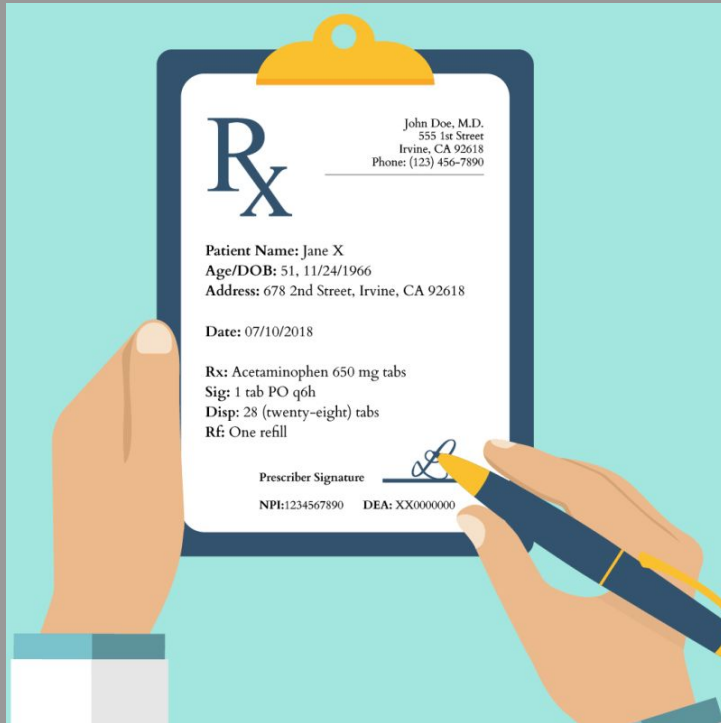 Rx
John Doe, M.D.
555 1st Street
Irvine, CA 92618
Phone: (123) 456-7890
Patient Name: Jane X
Age/DOB: 51, 11/24/1966
Address: 678 2nd Street, Irvine, CA 92618
Date: 07/10/2018
Rx: Acetaminophen 650 mg tabs
Sig: 1 tab PO q6h
Disp: 28 (twenty-eight) tabs
Rf: One refill
Prescriber Signature
NPI:1234567890 DEA: XX0000000